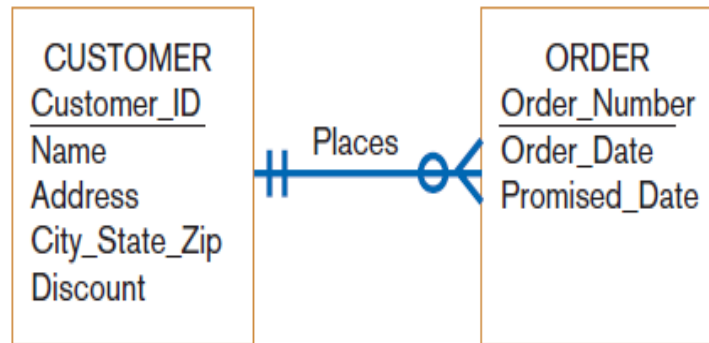 CUSTOMER
Customer_ID
Name
Address
City_State_Zip
Discount
Places
ORDER
Order_Number
Order_Date
Promised_Date